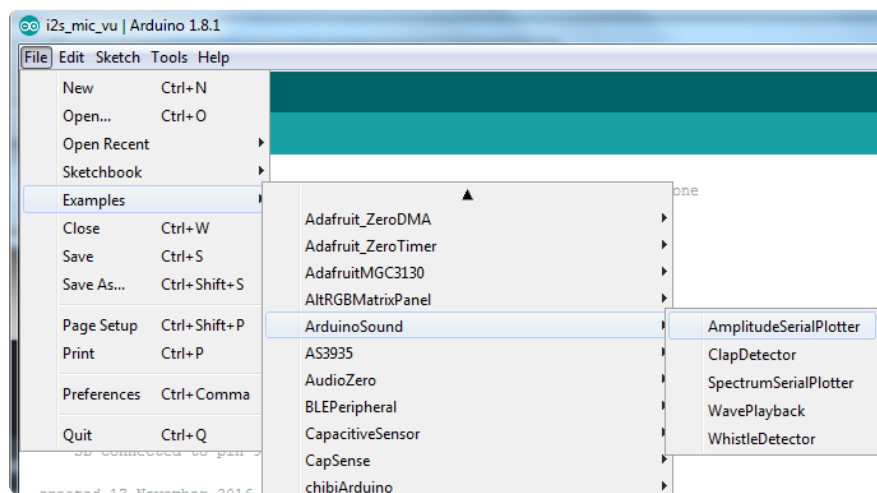 i2s_mic_vu | Arduino 1.8.1
File Edit Sketch Tools Help
New Ctrl+N
Open... Ctrl+O
Open Recent
Sketchbook
Examples
Close Ctrl+W
Save Ctrl+S
Save As... Ctrl+Shift+S
Page Setup Ctrl+Shift+P
Print Ctrl+P
Preferences Ctrl+Comma
Quit Ctrl+Q
one
Adafruit_ZeroDMA
Adafruit_ZeroTimer
AdafruitMGC3130
AltRGBMatrixPanel
ArduinoSound
AS3935
AudioZero
BLEPeripheral
CapacitiveSensor
CapSense
chibiArduino
AmplitudeSerialPlotter
ClapDetector
SpectrumSerialPlotter
WavePlayback
WhistleDetector